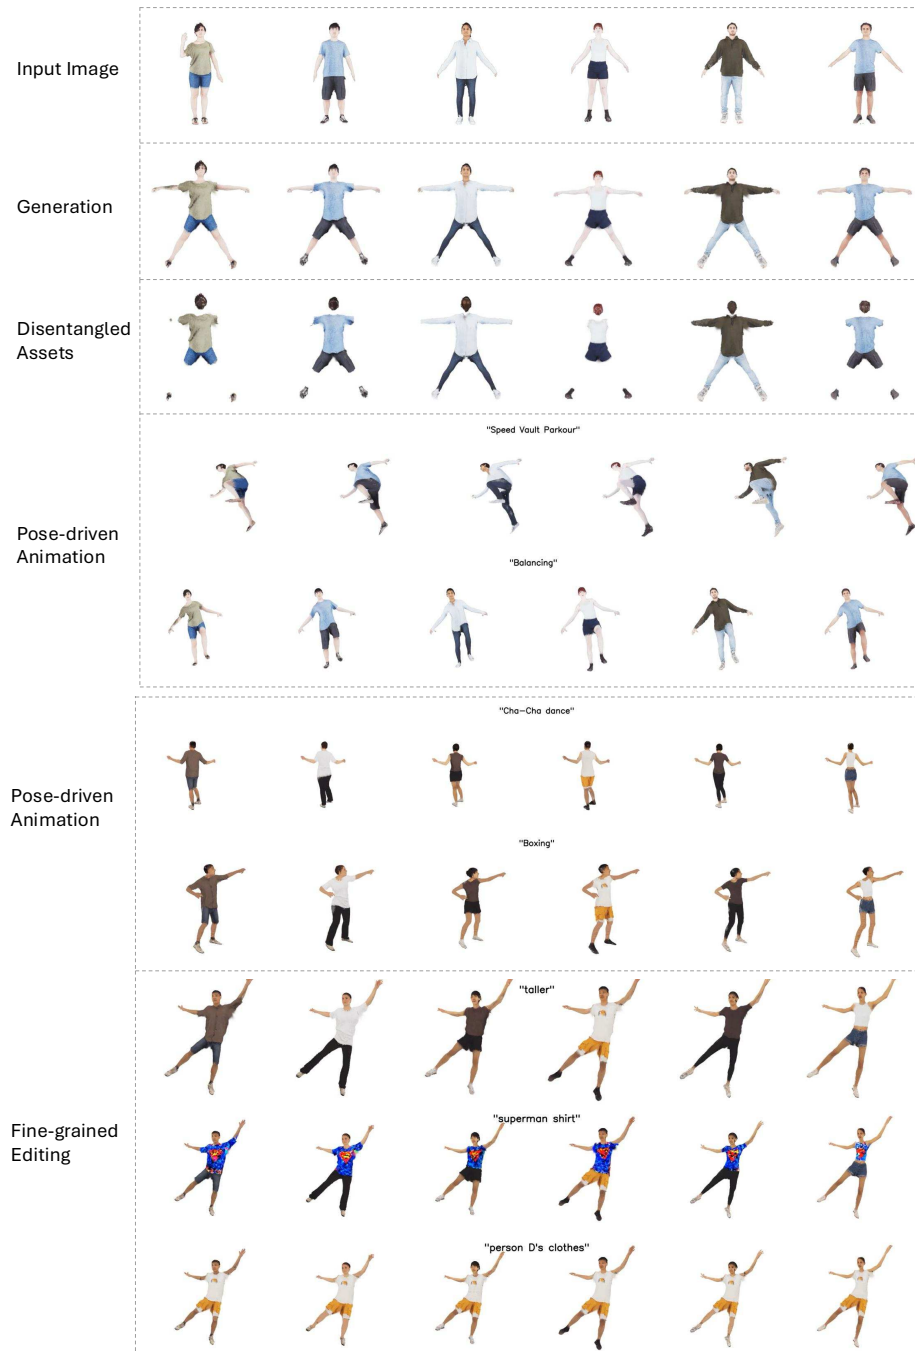 Input Image
Generation
Disentangled
Assets
"Speed Vault Parkour"
Pose-driven
Animation
"Balancing"
"Cha-Cha dance"
Pose-driven
Animation
"Boxing"
"taller"
"superman shirt"
Fine-grained
Editing
"person D's clothes"